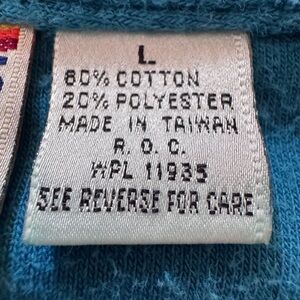 L
80% COTTON
20% POLYESTER
MADE IN TAIWAN
R.O.C.
WPL 11935
SEE REVERSE FOR CARE